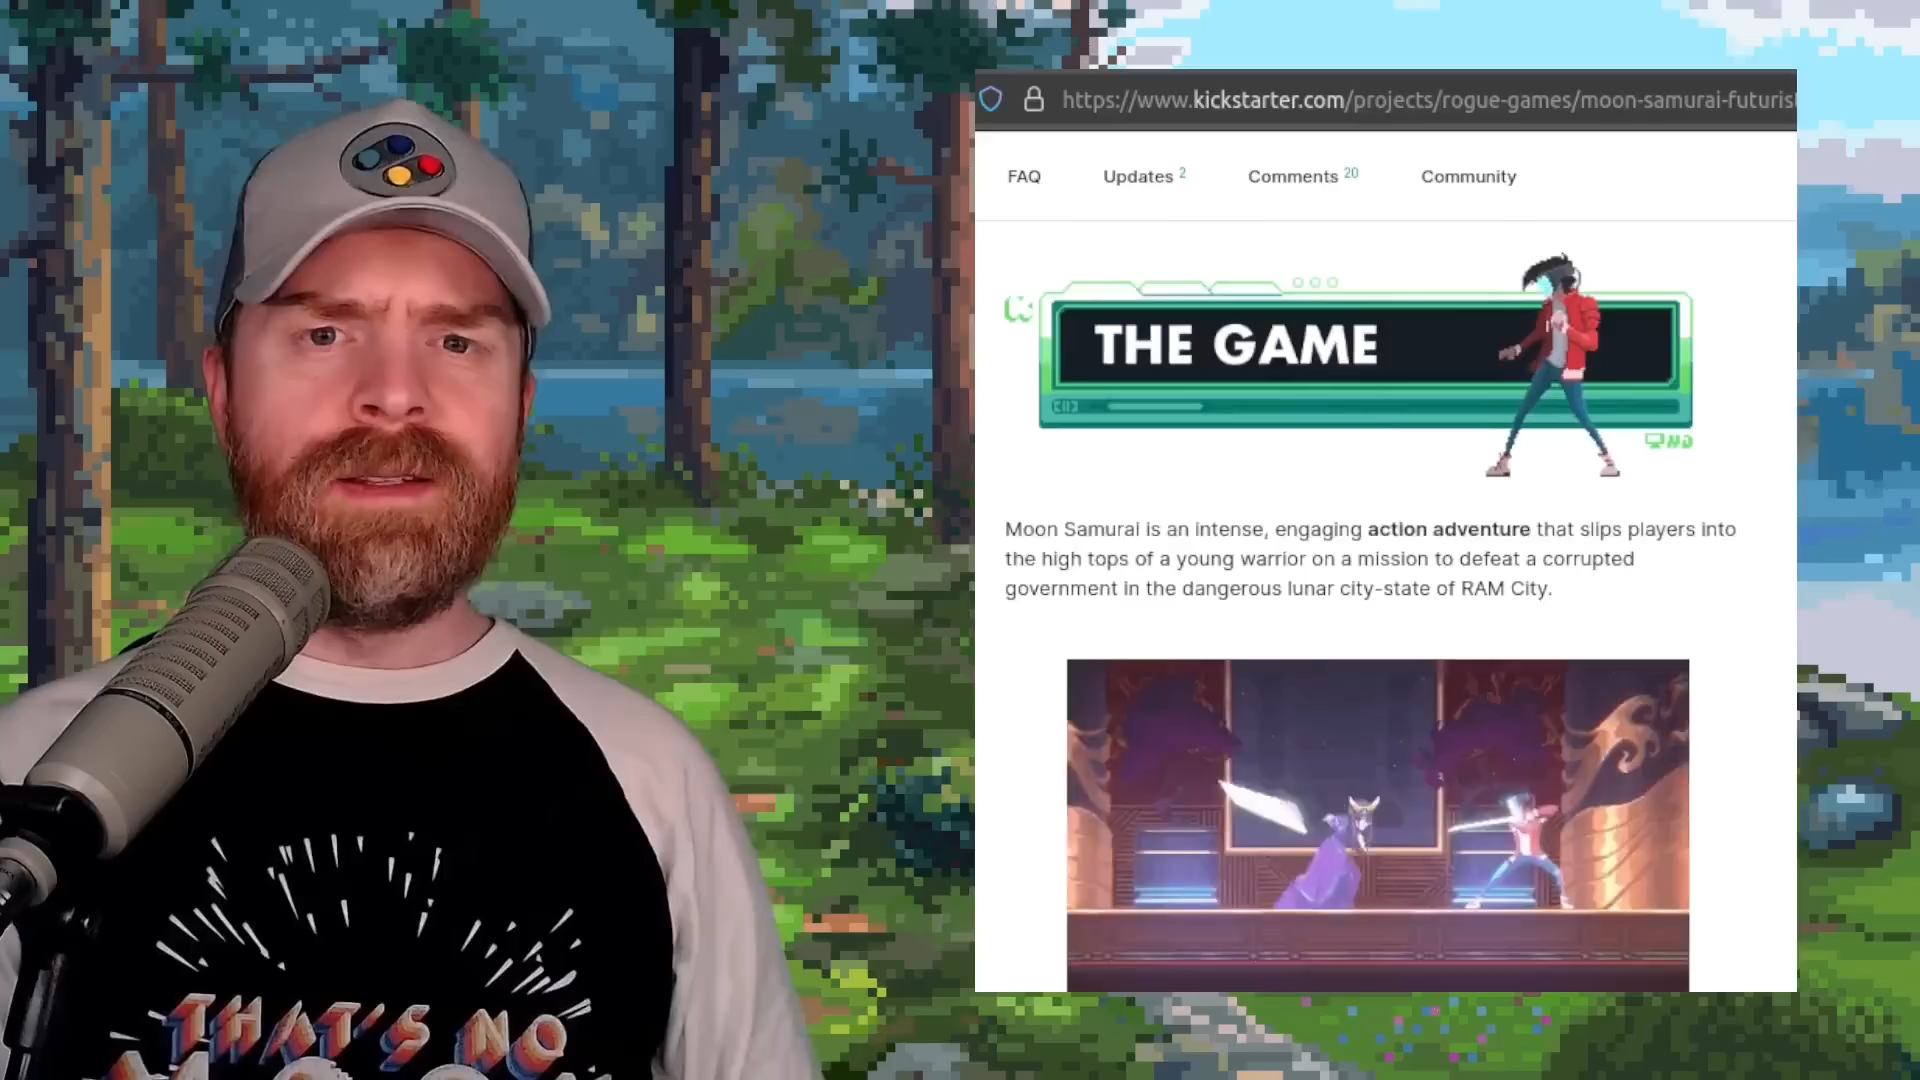 https://www.kickstarter.com/projects/rogue-games/moon-samurai-futurist
FAQ
Updates 2
Comments 20
Community
THE GAME
Moon Samurai is an intense, engaging action adventure that slips players into
the high tops of a young warrior on a mission to defeat a corrupted
government in the dangerous lunar city-state of RAM City.
THAT'S NO